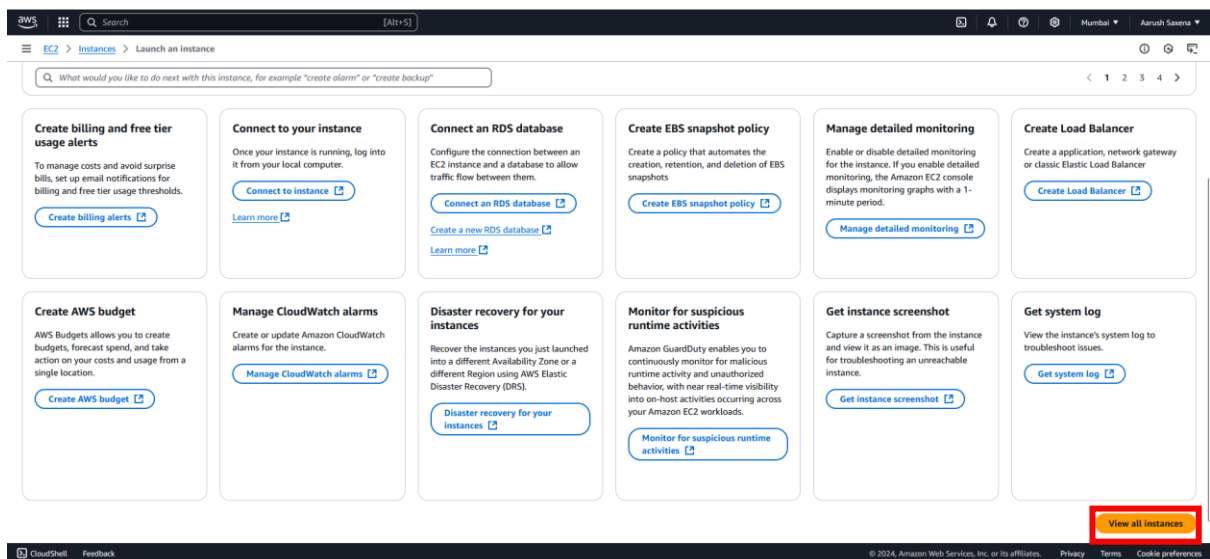 aws
Search [Alt+S]
Mumbai ▼ Aarush Saxena ▼
EC2 > Instances > Launch an instance
What would you like to do next with this instance, for example "create alarm" or "create backup"
< 1 2 3 4 >
Create billing and free tier
usage alerts
To manage costs and avoid surprise
bills, set up email notifications for
billing and free tier usage thresholds.
Create billing alerts
Connect to your instance
Once your instance is running, log into
it from your local computer.
Connect to instance
Learn more
Connect an RDS database
Configure the connection between an
EC2 instance and a database to allow
traffic flow between them.
Connect an RDS database
Create a new RDS database
Learn more
Create EBS snapshot policy
Create a policy that automates the
creation, retention, and deletion of EBS
snapshots
Create EBS snapshot policy
Manage detailed monitoring
Enable or disable detailed monitoring
for the instance. If you enable detailed
monitoring, the Amazon EC2 console
displays monitoring graphs with a 1-
minute period.
Manage detailed monitoring
Create Load Balancer
Create a application, network gateway
or classic Elastic Load Balancer
Create Load Balancer
Create AWS budget
AWS Budgets allows you to create
budgets, forecast spend, and take
action on your costs and usage from a
single location.
Create AWS budget
Manage CloudWatch alarms
Create or update Amazon CloudWatch
alarms for the instance.
Manage CloudWatch alarms
Disaster recovery for your
instances
Recover the instances you just launched
into a different Availability Zone or a
different Region using AWS Elastic
Disaster Recovery (DRS).
Disaster recovery for your
instances
Monitor for suspicious
runtime activities
Amazon GuardDuty enables you to
continuously monitor for malicious
runtime activity and unauthorized
behavior, with near real-time visibility
into on-host activities occurring across
your Amazon EC2 workloads.
Monitor for suspicious runtime
activities
Get instance screenshot
Capture a screenshot from the instance
and view it as an image. This is useful
for troubleshooting an unreachable
instance.
Get instance screenshot
Get system log
View the instance's system log to
troubleshoot issues.
Get system log
View all instances
CloudShell Feedback
© 2024, Amazon Web Services, Inc. or its affiliates. Privacy Terms Cookie preferences